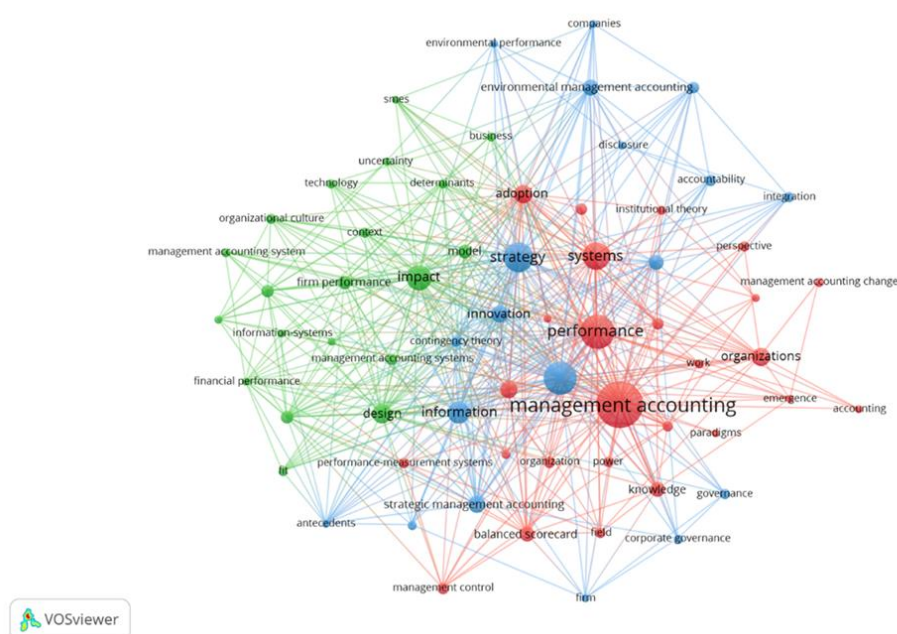 companies
environmental performance
environmental management accounting
smes
business
disclosure
uncertainty
technology
determinants
accountability
adoption
integration
institutional theory
organizational culture
context
perspective
management accounting system
model
strategy
systems
impact
firm performance
management accounting change
innovation
information-systems
performance
contingency theory
management accounting systems
organizations
work
financial performance
emergence
management accounting
accounting
design
information
paradigms
performance-measurement systems
organization
power
fit
knowledge
governance
strategic management accounting
antecedents
balanced scorecard
field
corporate governance
management control
firm
VOSviewer